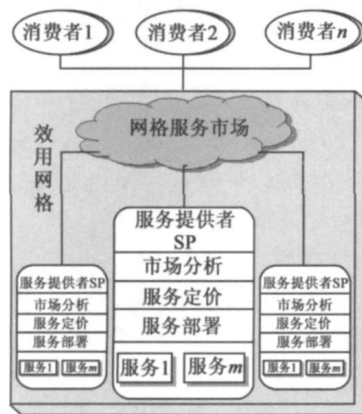 消费者1
消费者2
消费者n
网格服务市场
效用网格
服务提供者SP
市场分析
服务定价
服务部署
服务1
服务m
服务提供者
SP
市场分析
服务定价
服务部署
服务1
服务m
服务提供者SP
市场分析
服务定价
服务部署
服务1
服务m